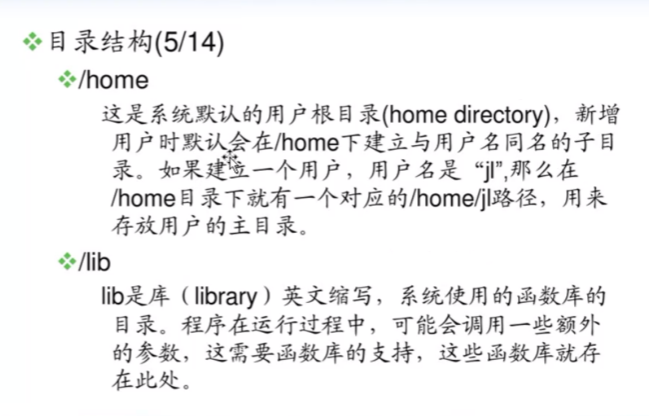 目录结构(5/14)
/home
这是系统默认的用户根目录(home directory)，新增
用户时默认会在/home下建立与用户名同名的子目
录。如果建立一个用户，用户名是“jl”,那么在
/home目录下就有一个对应的/home/jl路径，用来
存放用户的主目录。
/lib
lib是库（library）英文缩写，系统使用的函数库的
目录。程序在运行过程中，可能会调用一些额外
的参数，这需要函数库的支持，这些函数库就存
在此处。